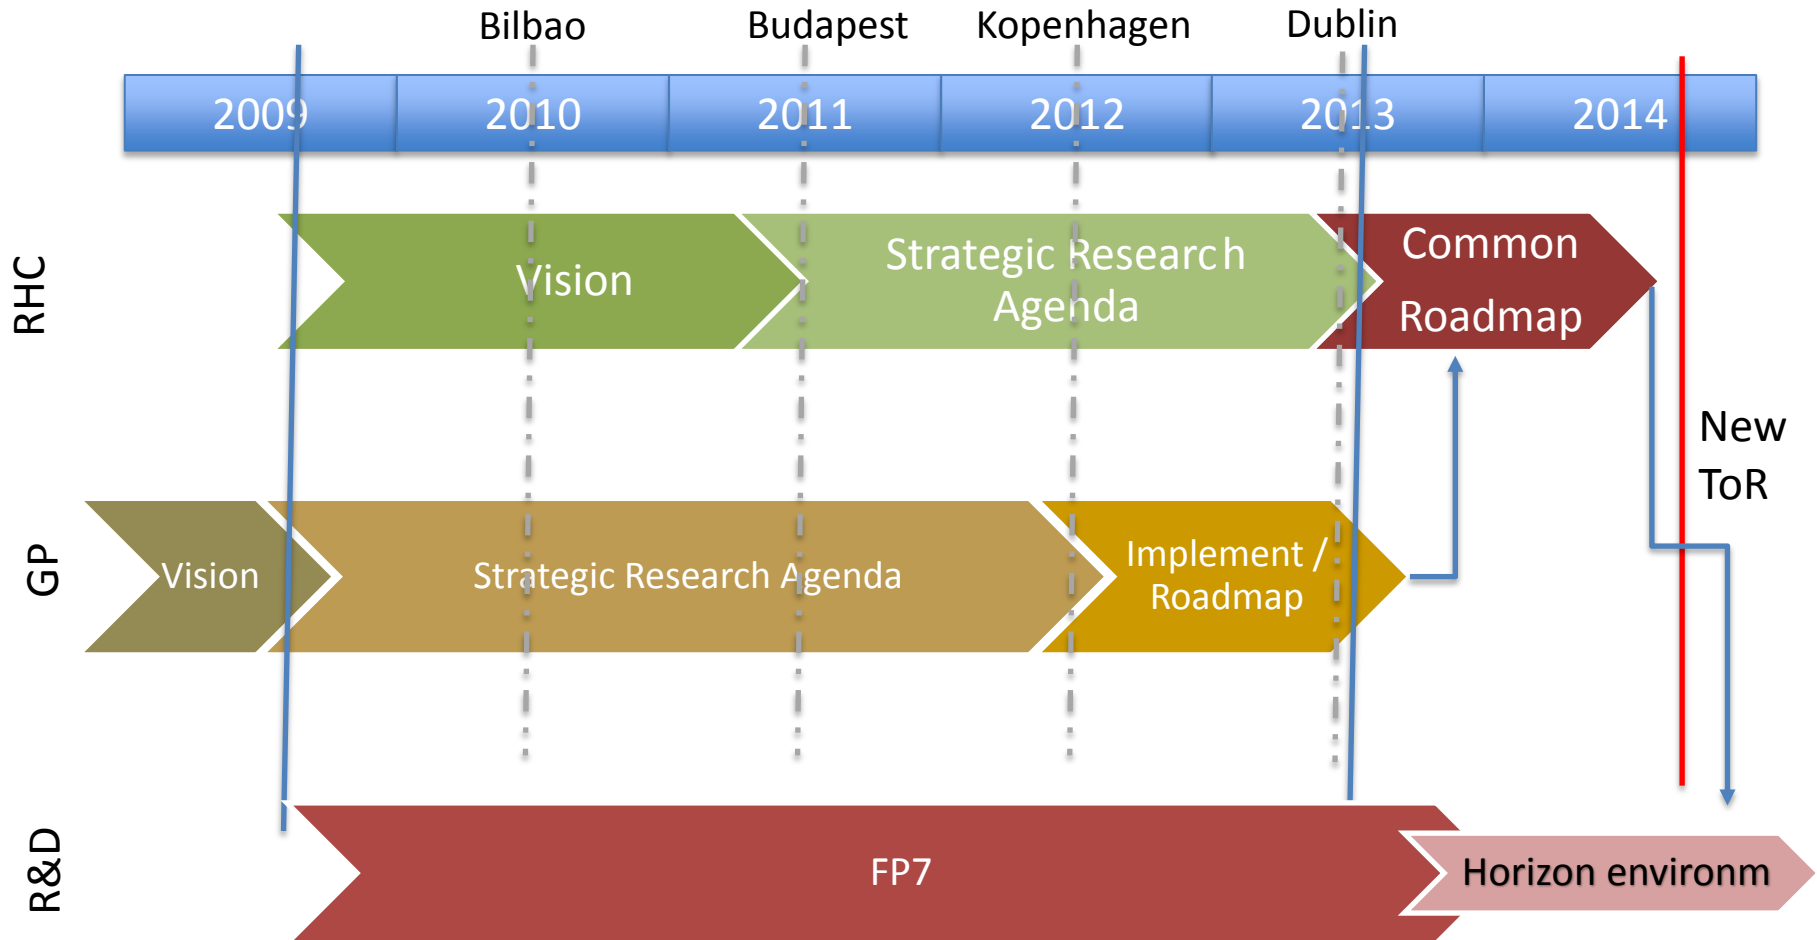 Bilbao
Budapest
Kopenhagen
Dublin
2009
2010
2011
2012
2013
2014
RHC
Vision
Strategic Research
Agenda
Common
Roadmap
New
ToR
GP
Vision
Strategic Research Agenda
Implement /
Roadmap
R&D
FP7
Horizon environm